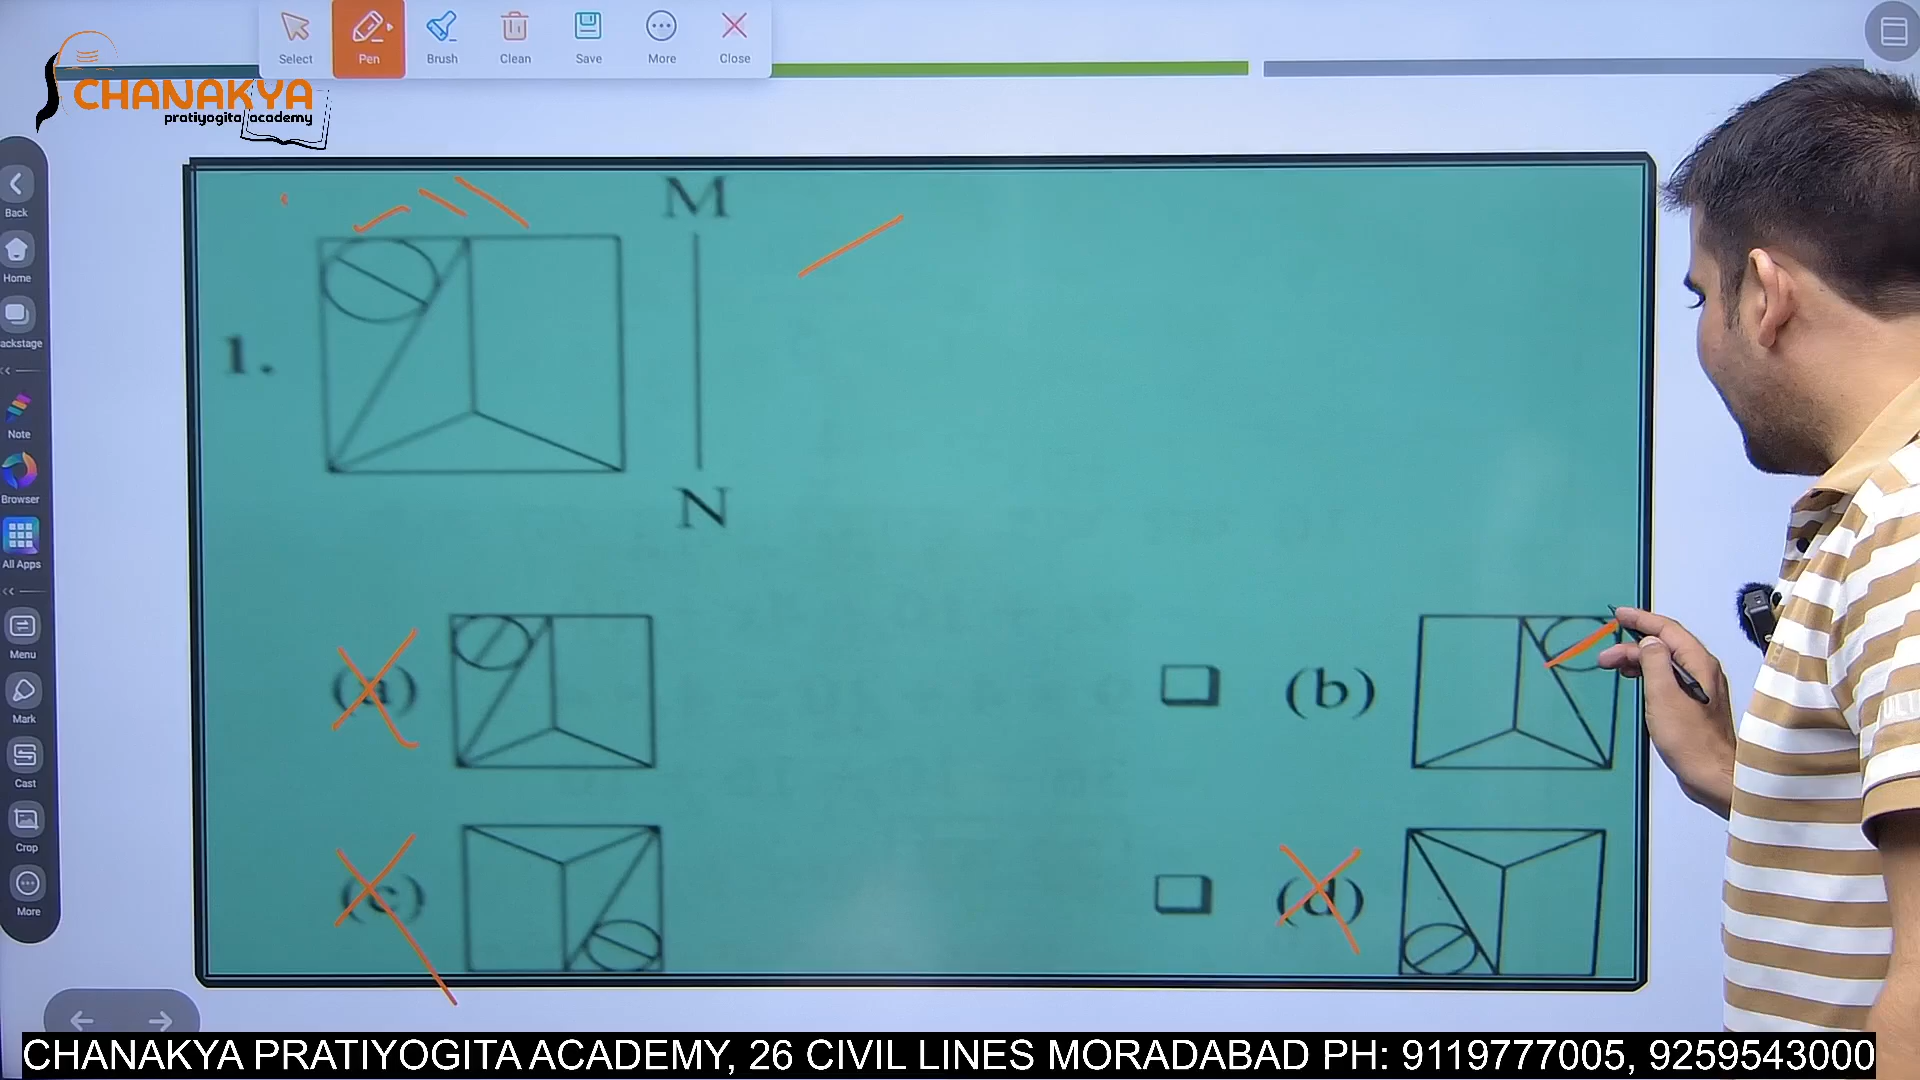 Select Pen Brush Clean Save More Close
CHANAKYA
pratiyogita academy
Back
Home
ackstage
Note
Browser
All Apps
Menu
Mark
Cast
Crop
More
M
1.
N
(a)
(b)
(c)
(d)
CHANAKYA PRATIYOGITA ACADEMY, 26 CIVIL LINES MORADABAD PH: 9119777005, 9259543000